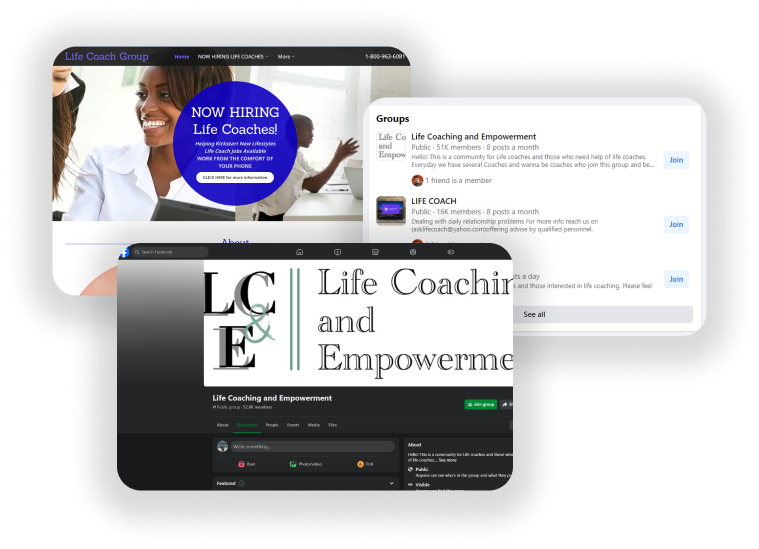 Life Coach Group
Home NOW HIRING LIFE COACHES More 1-800-963-6081
NOW HIRING
Life Coaches!
Helping Kickstart New Lifestyles
Life Coach Jobs Available
WORK FROM THE COMFORT OF
YOUR PHONE
CLICK HERE for more information
About
Groups
Life Co
and
Empow
Life Coaching and Empowerment
Public · 51K members · 8 posts a month
Hello! This is a community for Life coaches and those who need help of life coaches.
Everyday we have several Coaches and wanna be coaches who join this group and be...
1 friend is a member
Join
LIFE COACH
Public · 16K members · 8 posts a month
Dealing with daily relationship problems For more info reach us on
(asklifecoach@yahoo.com)offering advise by qualified personnel.
Join
ts a day
s and those interested in life coaching. Please feel
Join
See all
Search Facebook
LC
&
E
Life Coachin
and
Empowerme
Life Coaching and Empowerment
Public group · 52.8K members
Join group
About Discussion People Events Media Files
Write something...
Reel Photo/video Poll
Featured
About
Hello! This is a community for Life coaches and those who
of life coaches... See more
Public
Anyone can see who's in the group and what they po
Visible